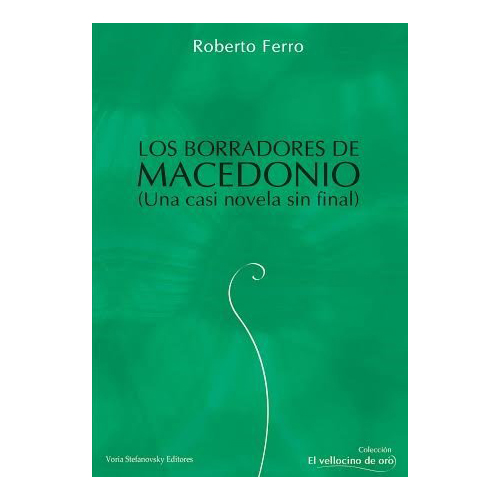 Roberto Ferro
LOS BORRADORES DE
MACEDONIO
(Una casi novela sin final)
Colección
El vellocino de oro
Voria Stefanovsky Editores